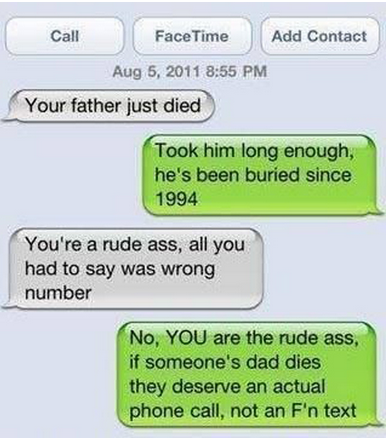 Call
FaceTime
Add Contact
Aug 5, 2011 8:55 PM
Your father just died
Took him long enough,
he's been buried since
1994
You're a rude ass, all you
had to say was wrong
number
No, YOU are the rude ass,
if someone's dad dies
they deserve an actual
phone call, not an F'n text